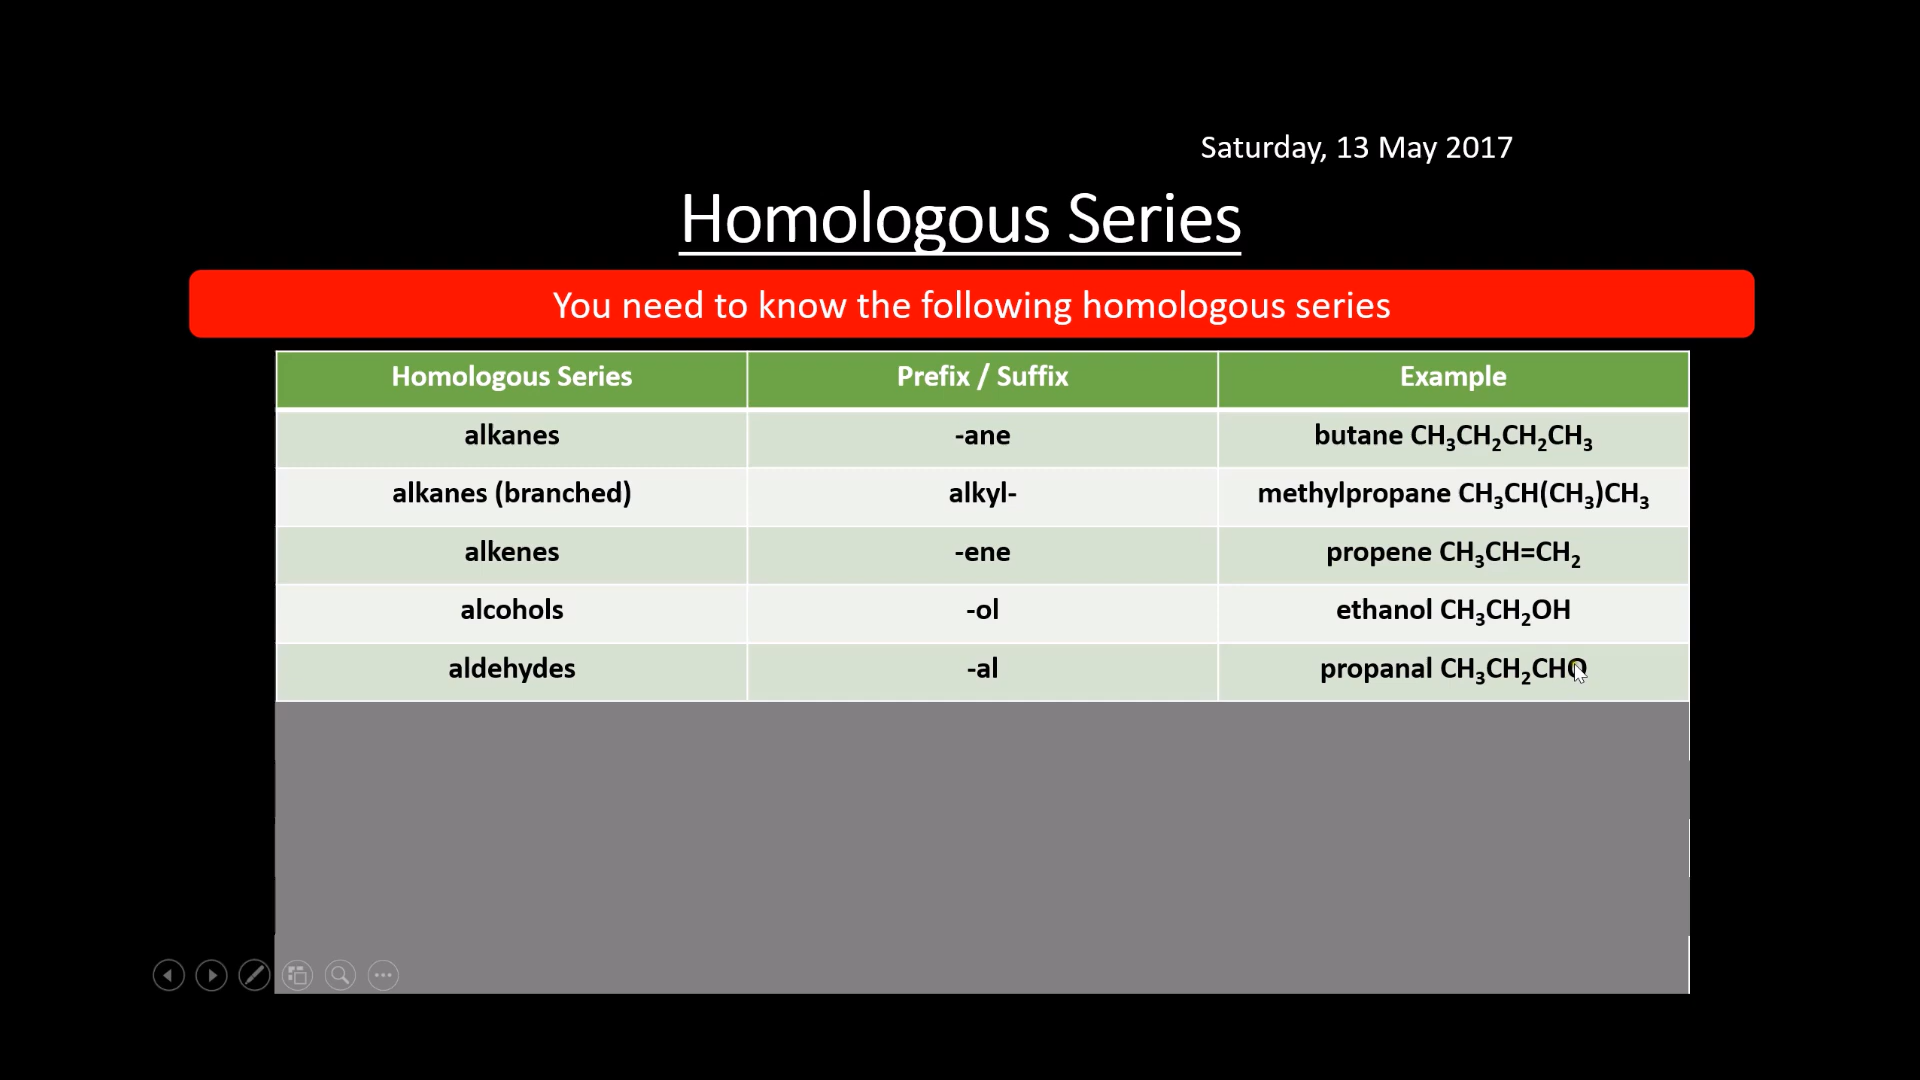 Saturday, 13 May 2017
Homologous Series
You need to know the following homologous series
Homologous Series Prefix / Suffix Example
alkanes -ane butane CH₃CH₂CH₂CH₃
alkanes (branched) alkyl- methylpropane CH₃CH(CH₃)CH₃
alkenes -ene propene CH₃CH=CH₂
alcohols -ol ethanol CH₃CH₂OH
aldehydes -al propanal CH₃CH₂CHO